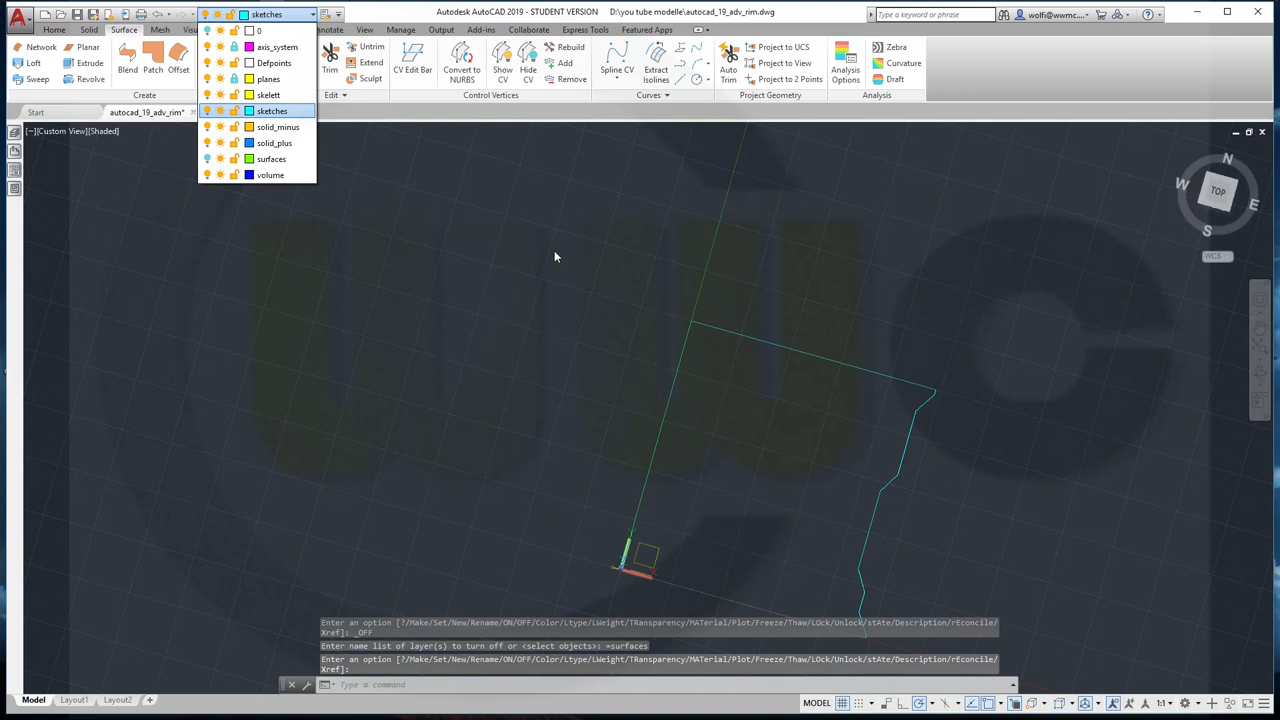 sketches
Autodesk AutoCAD 2019 - STUDENT VERSION D:\you tube modelle\autocad_19_adv_rim.dwg
Type a keyword or phrase
wolfi@wwmc...
Home Solid Surface Mesh Vis
notate View Manage Output Add-ins Collaborate Express Tools Featured Apps
0
axis_system
Defpoints
planes
skelett
sketches
solid_minus
solid_plus
surfaces
volume
Network Planar
Loft Extrude
Sweep Revolve
Blend Patch Offset
Create
Trim
Untrim
Extend
Sculpt
Edit
CV Edit Bar
Convert to
NURBS
Show
CV
Hide
CV
Rebuild
Add
Remove
Control Vertices
Spline CV
Extract
Isolines
Curves
Auto
Trim
Project to UCS
Project to View
Project to 2 Points
Project Geometry
Analysis
Options
Zebra
Curvature
Draft
Analysis
Start autocad_19_adv_rim*
[−][Custom View][Shaded]
N
W TOP E
S
WCS
WWC
Enter an option [?/Make/Set/New/Rename/ON/OFF/Color/Ltype/LWeight/TRansparency/MATerial/Plot/Freeze/Thaw/LOck/Unlock/stAte/Description/rEconcile/
Xref]: _OFF
Enter name list of layer(s) to turn off or <select objects>: =surfaces
Enter an option [?/Make/Set/New/Rename/ON/OFF/Color/Ltype/LWeight/TRansparency/MATerial/Plot/Freeze/Thaw/LOck/Unlock/stAte/Description/rEconcile/
Xref]:
Type a command
Model Layout1 Layout2 +
MODEL 1:1